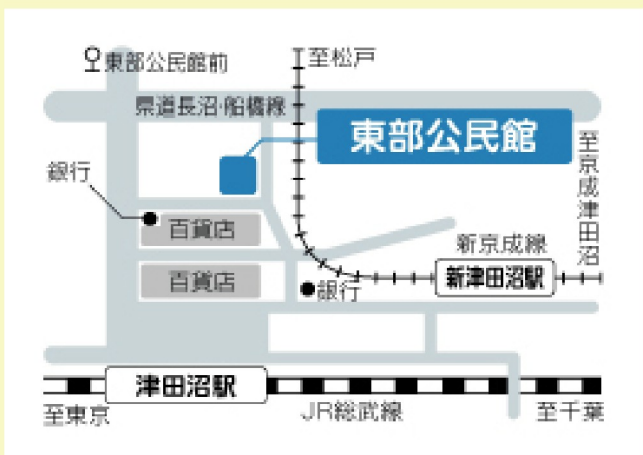 東部公民館前
至松戸
県道長沼・船橋線
東部公民館
至京成津田沼
銀行
百貨店
新京成線
百貨店
銀行
新津田沼駅
津田沼駅
至東京
JR総武線
至千葉